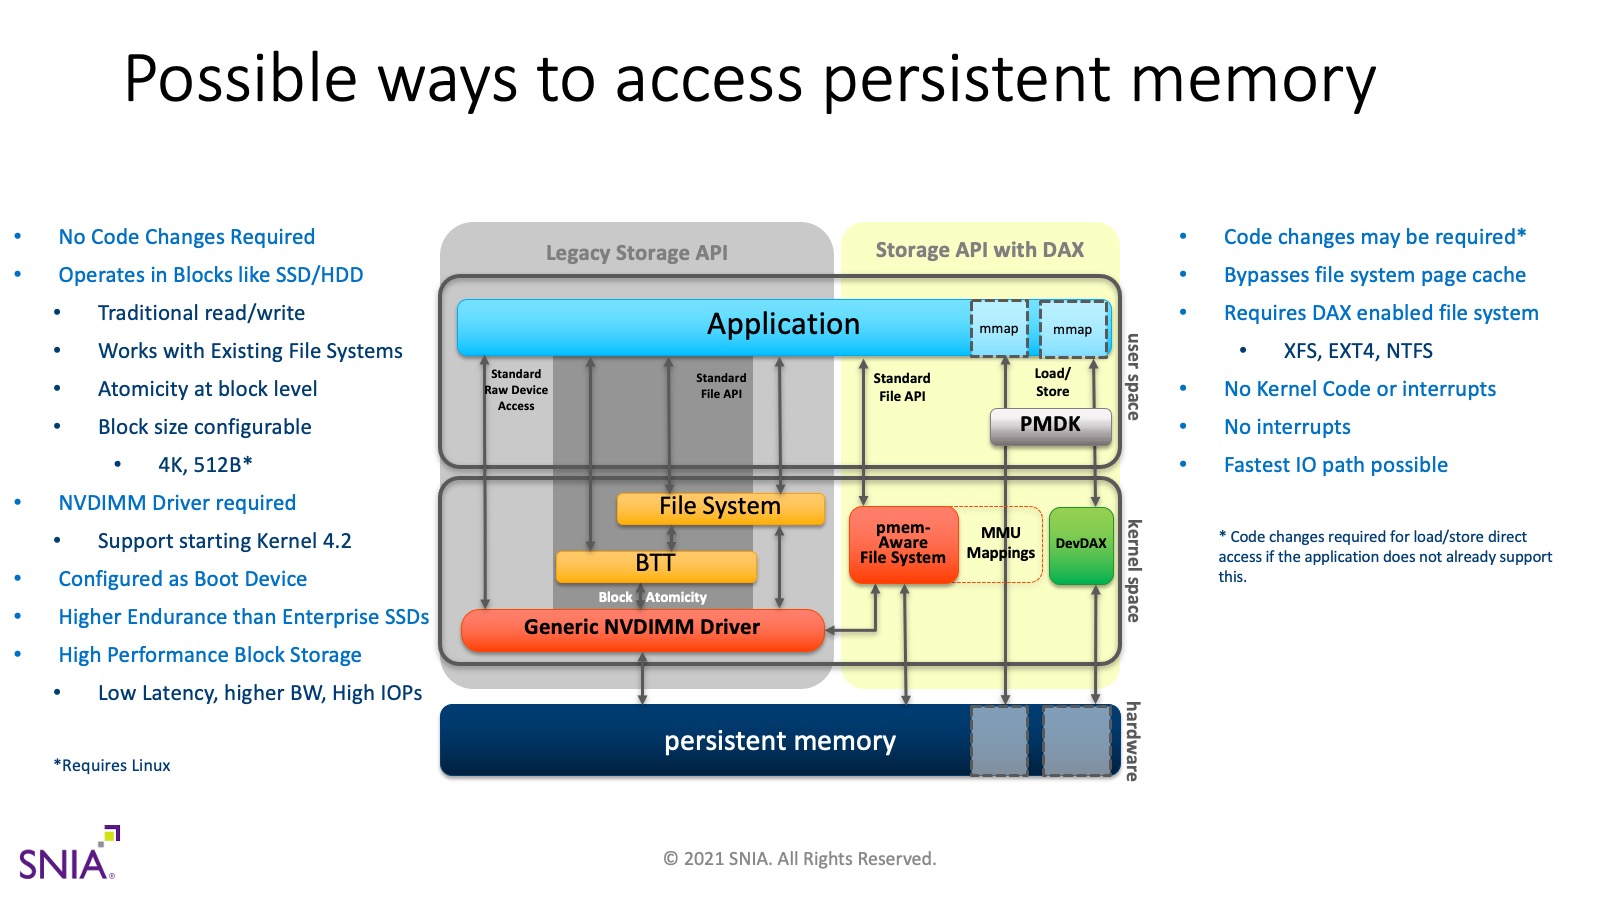 Possible ways to access persistent memory
• No Code Changes Required
• Operates in Blocks like SSD/HDD
• Traditional read/write
• Works with Existing File Systems
• Atomicity at block level
• Block size configurable
• 4K, 512B*
• NVDIMM Driver required
• Support starting Kernel 4.2
• Configured as Boot Device
• Higher Endurance than Enterprise SSDs
• High Performance Block Storage
• Low Latency, higher BW, High IOPs
*Requires Linux
Legacy Storage API
Storage API with DAX
Application
mmap
mmap
Standard
Raw Device
Access
Standard
File API
Standard
File API
Load/
Store
PMDK
user space
File System
BTT
Block Atomicity
Generic NVDIMM Driver
pmem-
Aware
File System
MMU
Mappings
DevDAX
kernel space
persistent memory
hardware
• Code changes may be required*
• Bypasses file system page cache
• Requires DAX enabled file system
• XFS, EXT4, NTFS
• No Kernel Code or interrupts
• No interrupts
• Fastest IO path possible
* Code changes required for load/store direct
access if the application does not already support
this.
SNIA®
© 2021 SNIA. All Rights Reserved.